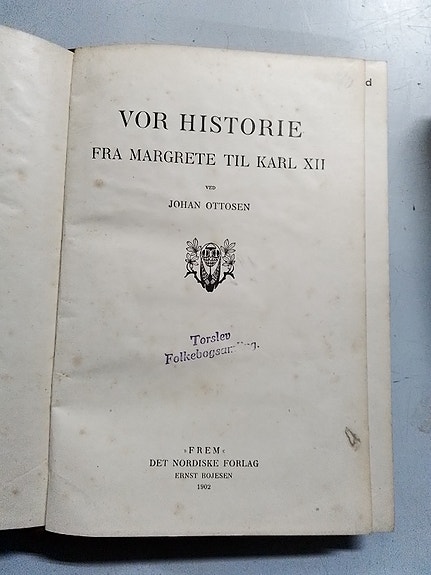 VOR HISTORIE
FRA MARGRETE TIL KARL XII
VED
JOHAN OTTOSEN
Torslev
»FREM«
DET NORDISKE FORLAG
ERNST BOJESEN
1902
d